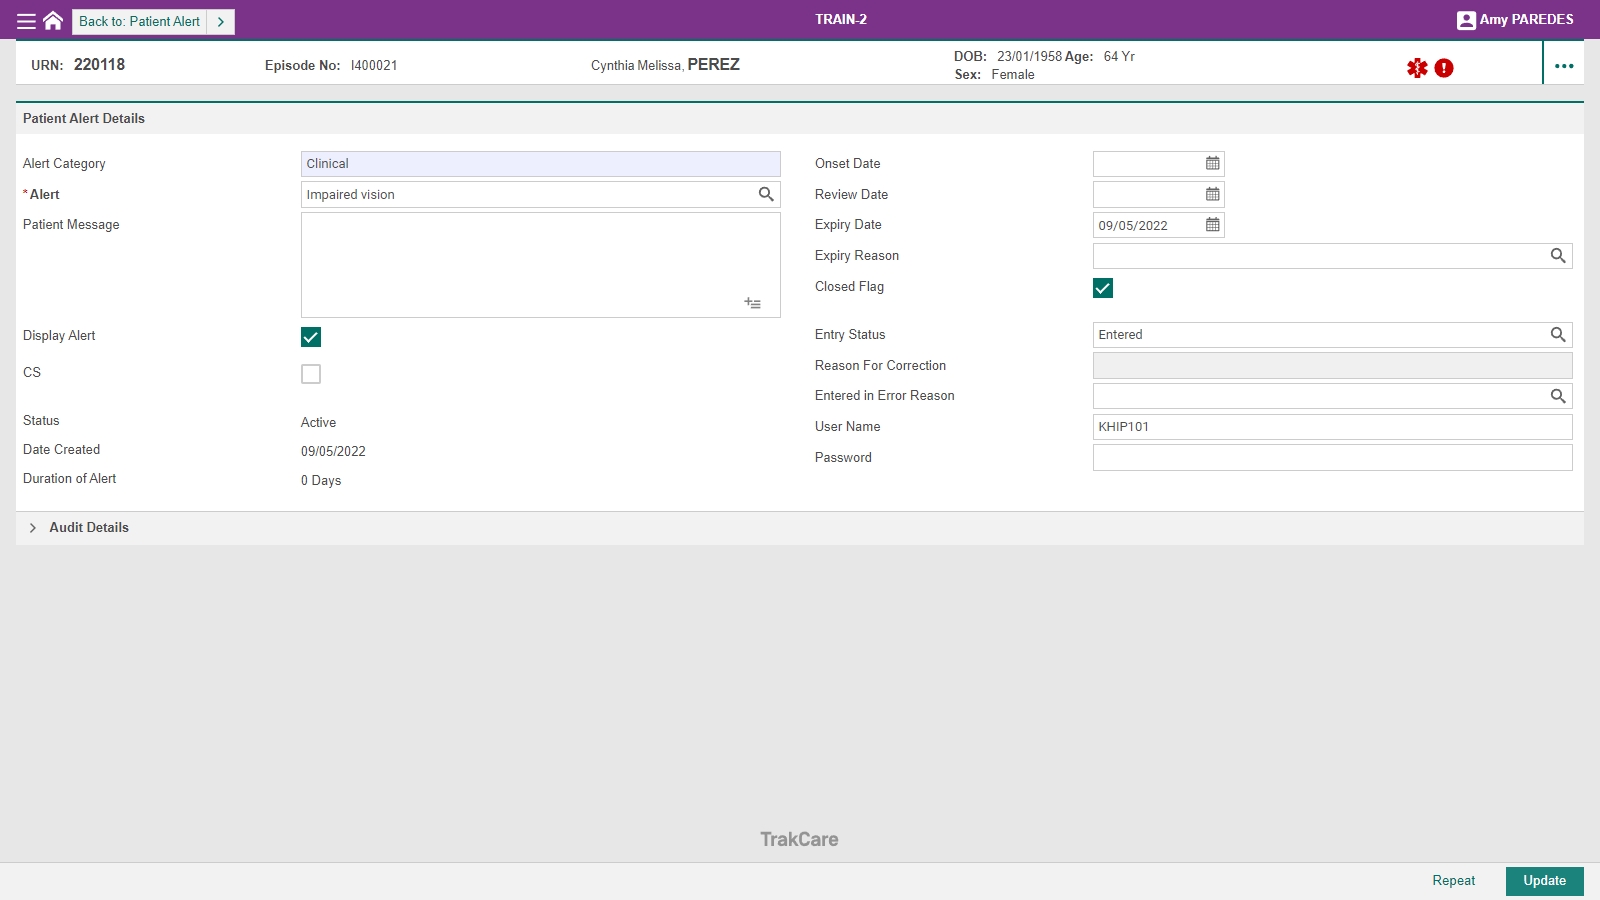 Back to: Patient Alert
TRAIN-2
Amy PAREDES
URN: 220118
Episode No: I400021
Cynthia Melissa, PEREZ
DOB: 23/01/1958 Age: 64 Yr
Sex: Female
Patient Alert Details
Alert Category Clinical
*Alert Impaired vision
Patient Message
Display Alert
CS
Status Active
Date Created 09/05/2022
Duration of Alert 0 Days
Onset Date
Review Date
Expiry Date 09/05/2022
Expiry Reason
Closed Flag
Entry Status Entered
Reason For Correction
Entered in Error Reason
User Name KHIP101
Password
Audit Details
TrakCare
Repeat
Update